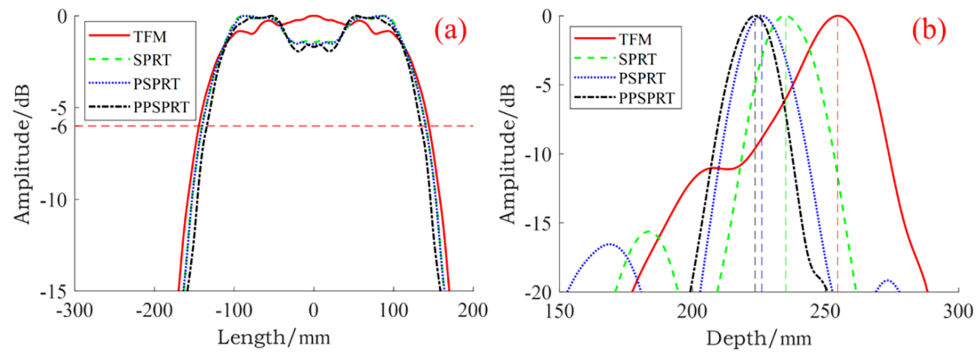 (a)
TFM
SPRT
PSPRT
PPSPRT
0
-5
-6
-10
-15
Amplitude/dB
-300 -200 -100 0 100 200
Length/mm
(b)
TFM
SPRT
PSPRT
PPSPRT
0
-5
-10
-15
-20
Amplitude/dB
150 200 250 300
Depth/mm